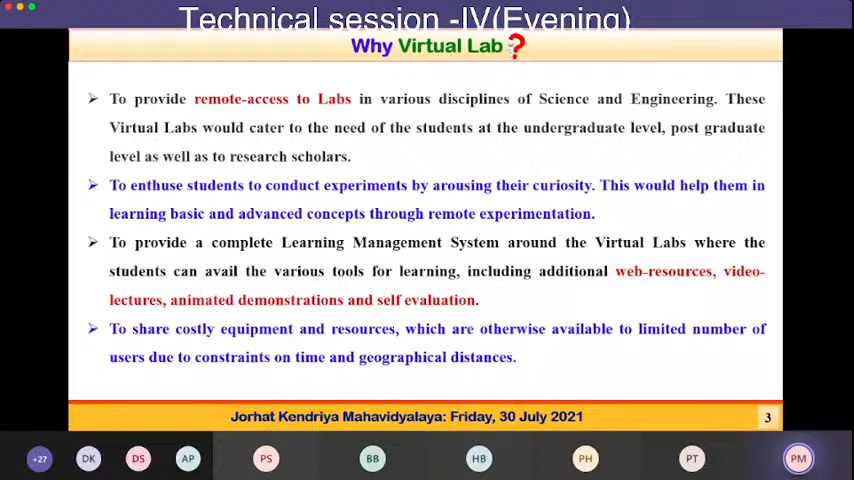 Technical session -IV(Evening)
Why Virtual Lab?
To provide remote-access to Labs in various disciplines of Science and Engineering. These
Virtual Labs would cater to the need of the students at the undergraduate level, post graduate
level as well as to research scholars.
To enthuse students to conduct experiments by arousing their curiosity. This would help them in
learning basic and advanced concepts through remote experimentation.
To provide a complete Learning Management System around the Virtual Labs where the
students can avail the various tools for learning, including additional web-resources, video-
lectures, animated demonstrations and self evaluation.
To share costly equipment and resources, which are otherwise available to limited number of
users due to constraints on time and geographical distances.
Jorhat Kendriya Mahavidyalaya: Friday, 30 July 2021 3
+27 DK DS AP PS BB HB PH PT PM